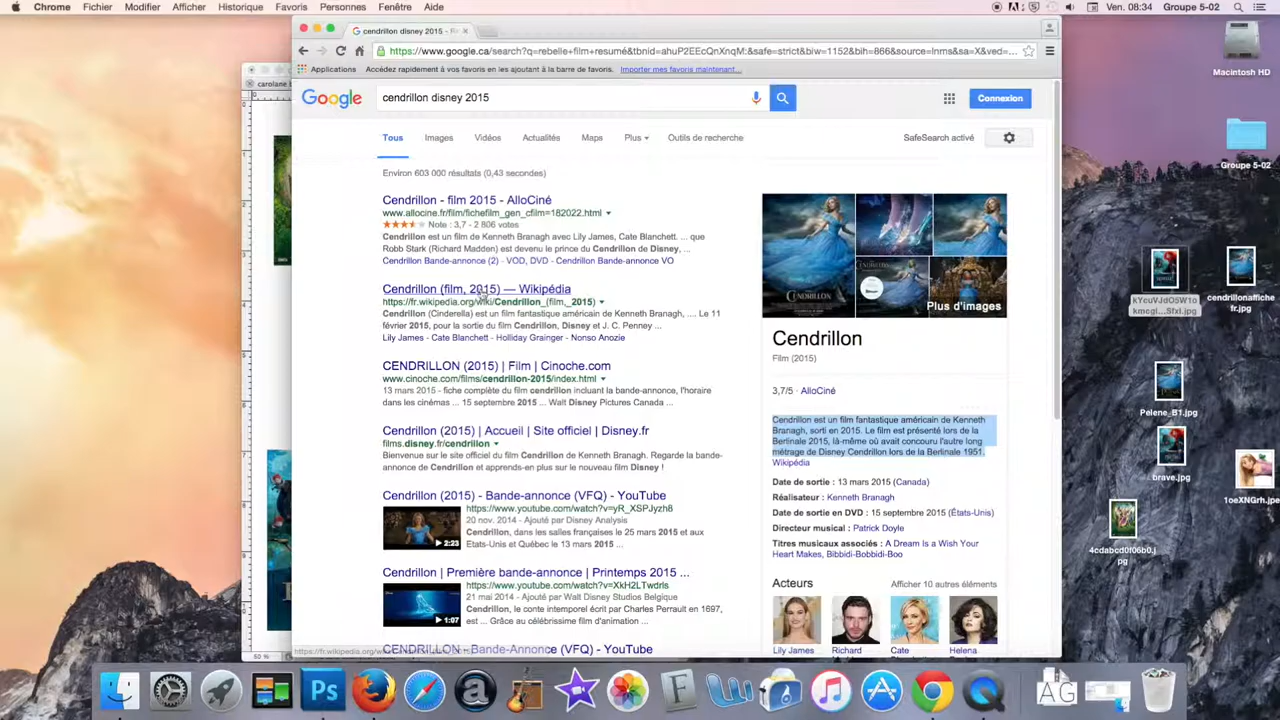 Chrome Fichier Modifier Afficher Historique Favoris Personnes Fenêtre Aide Ven. 08:34 Groupe 5-02
cendrillon disney 2015 - Re
https://www.google.ca/search?q=rebelle+film+resumé&tbnid=ahuP2EEcQnXnqM:&safe=strict&biw=1152&bih=866&source=lnms&sa=X&ved=...
Applications Accédez rapidement à vos favoris en les ajoutant à la barre de favoris. Importer mes favoris maintenant...
carolane
Google cendrillon disney 2015 Connexion
Tous Images Vidéos Actualités Maps Plus Outils de recherche SafeSearch activé
Environ 603 000 résultats (0,43 secondes)
Cendrillon - film 2015 - AlloCiné
www.allocine.fr/film/fichefilm_gen_cfilm=182022.html
Note : 3,7 - 2 806 votes
Cendrillon est un film de Kenneth Branagh avec Lily James, Cate Blanchett. ... que
Robb Stark (Richard Madden) est devenu le prince du Cendrillon de Disney, ...
Cendrillon Bande-annonce (2) - VOD, DVD - Cendrillon Bande-annonce VO
Cendrillon (film, 2015) — Wikipédia
https://fr.wikipedia.org/wiki/Cendrillon_(film,_2015)
Cendrillon (Cinderella) est un film fantastique américain de Kenneth Branagh, .... Le 11
février 2015, pour la sortie du film Cendrillon, Disney et J. C. Penney ...
Lily James - Cate Blanchett - Holliday Grainger - Nonso Anozie
CENDRILLON (2015) | Film | Cinoche.com
www.cinoche.com/films/cendrillon-2015/index.html
13 mars 2015 - fiche complète du film cendrillon incluant la bande-annonce, l'horaire
dans les cinémas ... 15 septembre 2015 ... Walt Disney Pictures Canada ...
Cendrillon (2015) | Accueil | Site officiel | Disney.fr
films.disney.fr/cendrillon
Bienvenue sur le site officiel du film Cendrillon de Kenneth Branagh. Regarde la bande-
annonce de Cendrillon et apprends-en plus sur le nouveau film Disney !
Cendrillon (2015) - Bande-annonce (VFQ) - YouTube
https://www.youtube.com/watch?v=yR_XSPJyzh8
20 nov. 2014 - Ajouté par Disney Analysis
Cendrillon, dans les salles françaises le 25 mars 2015 et aux
Etats-Unis et Québec le 13 mars 2015 ...
2:23
Cendrillon | Première bande-annonce | Printemps 2015 ...
https://www.youtube.com/watch?v=XkH2LTwdrls
21 mai 2014 - Ajouté par Walt Disney Studios Belgique
Cendrillon, le conte intemporel écrit par Charles Perrault en 1697,
est ... Grâce au célébrissime film d'animation ...
1:07
CENDRILLON - Bande-Annonce (VFQ) - YouTube
50 %
CENDRILLON
Plus d'images
Cendrillon
Film (2015)
3,7/5 · AlloCiné
Cendrillon est un film fantastique américain de Kenneth
Branagh, sorti en 2015. Le film est présenté lors de la
Berlinale 2015, là-même où avait concouru l'autre long
métrage de Disney Cendrillon lors de la Berlinale 1951.
Wikipédia
Date de sortie : 13 mars 2015 (Canada)
Réalisateur : Kenneth Branagh
Date de sortie en DVD : 15 septembre 2015 (États-Unis)
Directeur musical : Patrick Doyle
Titres musicaux associés : A Dream Is a Wish Your
Heart Makes, Bibbidi-Bobbidi-Boo
Acteurs Afficher 10 autres éléments
Lily James, Richard Cate Helena
Macintosh HD
Groupe 5-02
cendrillonaffiche
fr.jpg
Pelene_B1.jpg
brave.jpg
1oeXNGrh.jpe
4cdabcd0f06b0.j
pg
Ps
AG